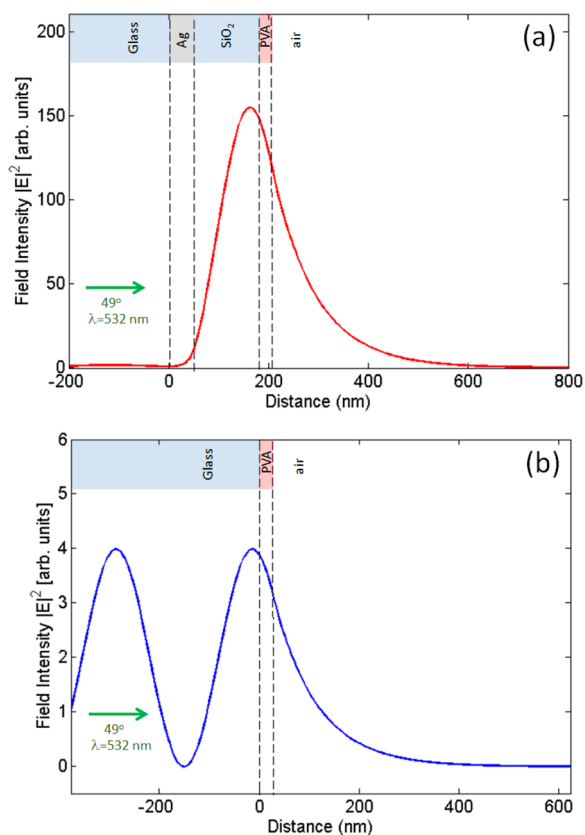 (a)
Glass
Ag
SiO2
PVA
air
Field Intensity |E|^2 [arb. units]
200
150
100
50
0
49°
λ=532 nm
-200 0 200 400 600 800
Distance (nm)
(b)
Glass
PVA
air
Field Intensity |E|^2 [arb. units]
6
5
4
3
2
1
0
49°
λ=532 nm
-200 0 200 400 600
Distance (nm)